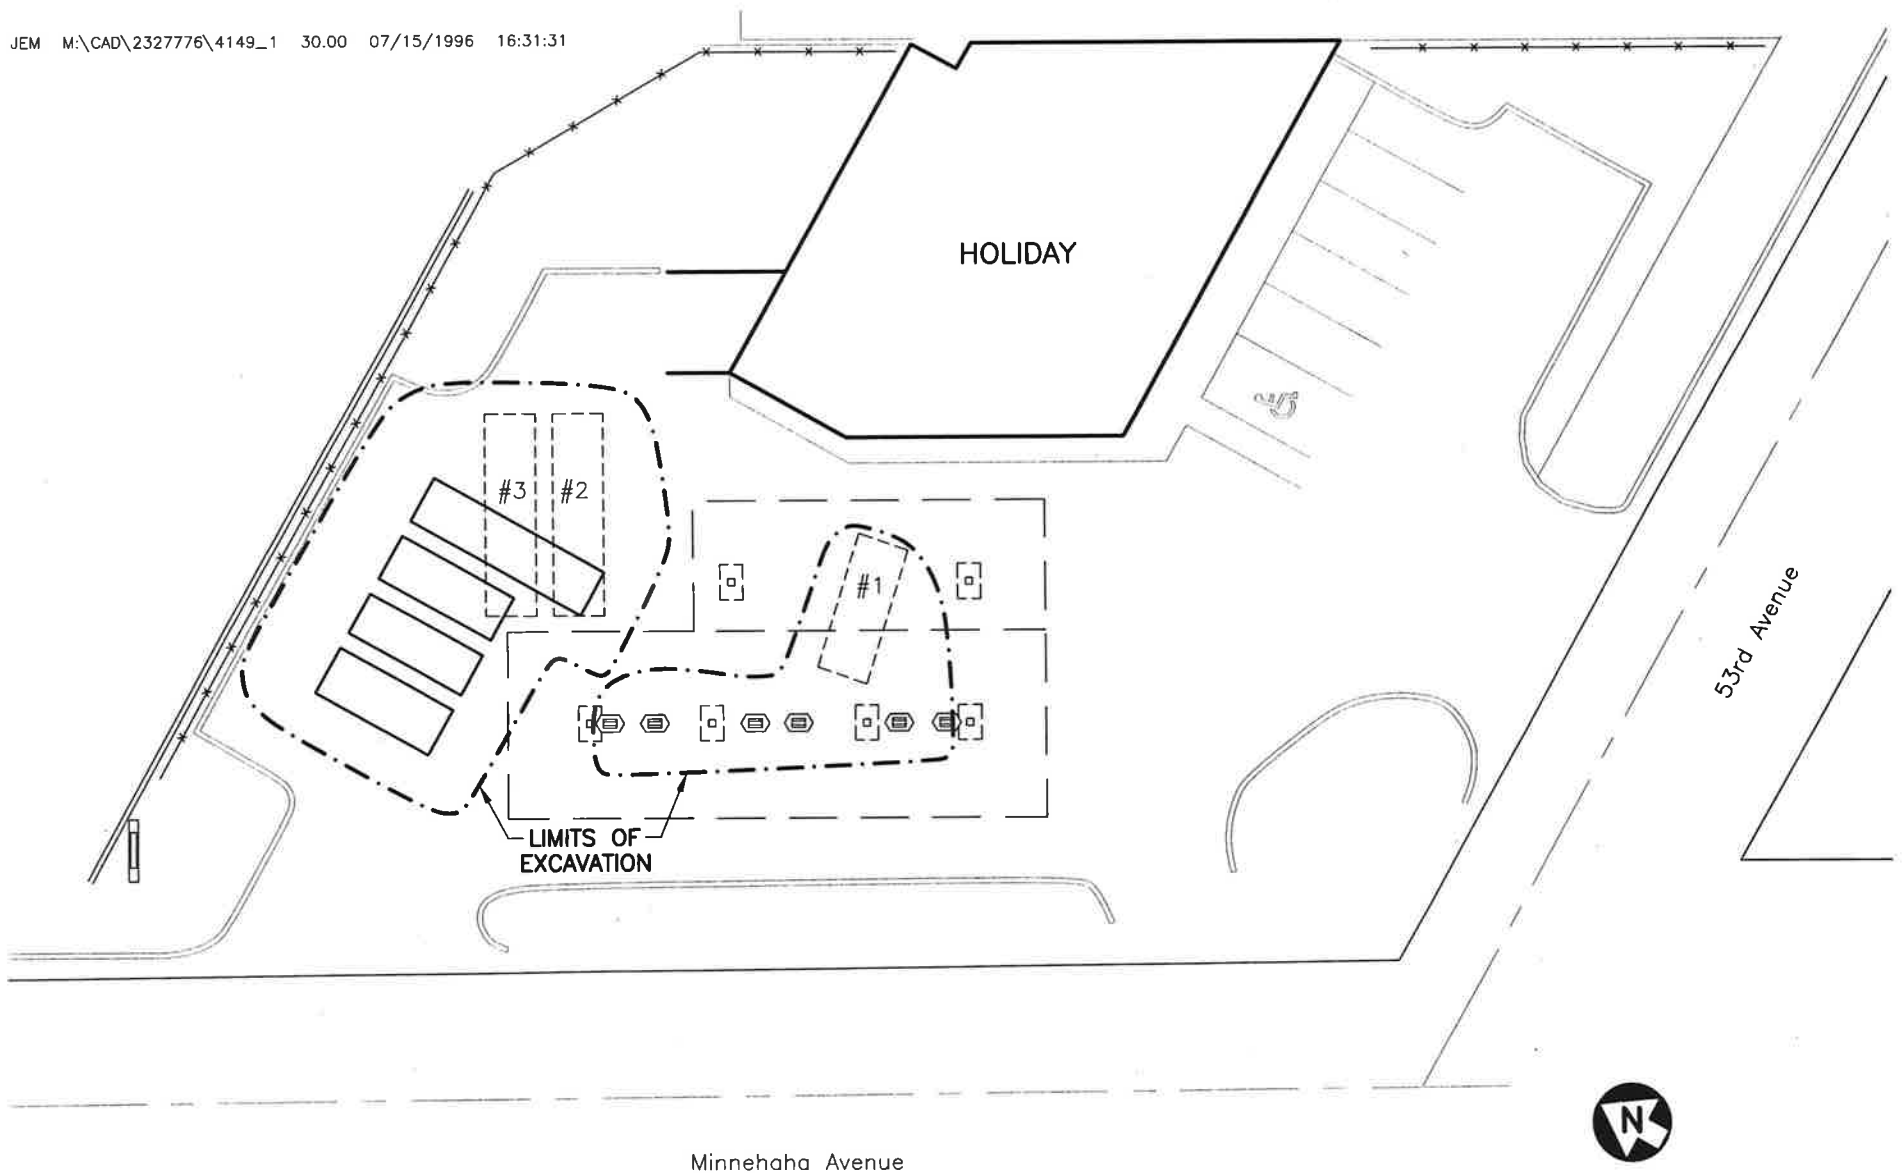 JEM M:\CAD\2327776\4149_1 30.00 07/15/1996 16:31:31
HOLIDAY
#3 #2
#1
53rd Avenue
LIMITS OF
EXCAVATION
N
Minnehaha Avenue